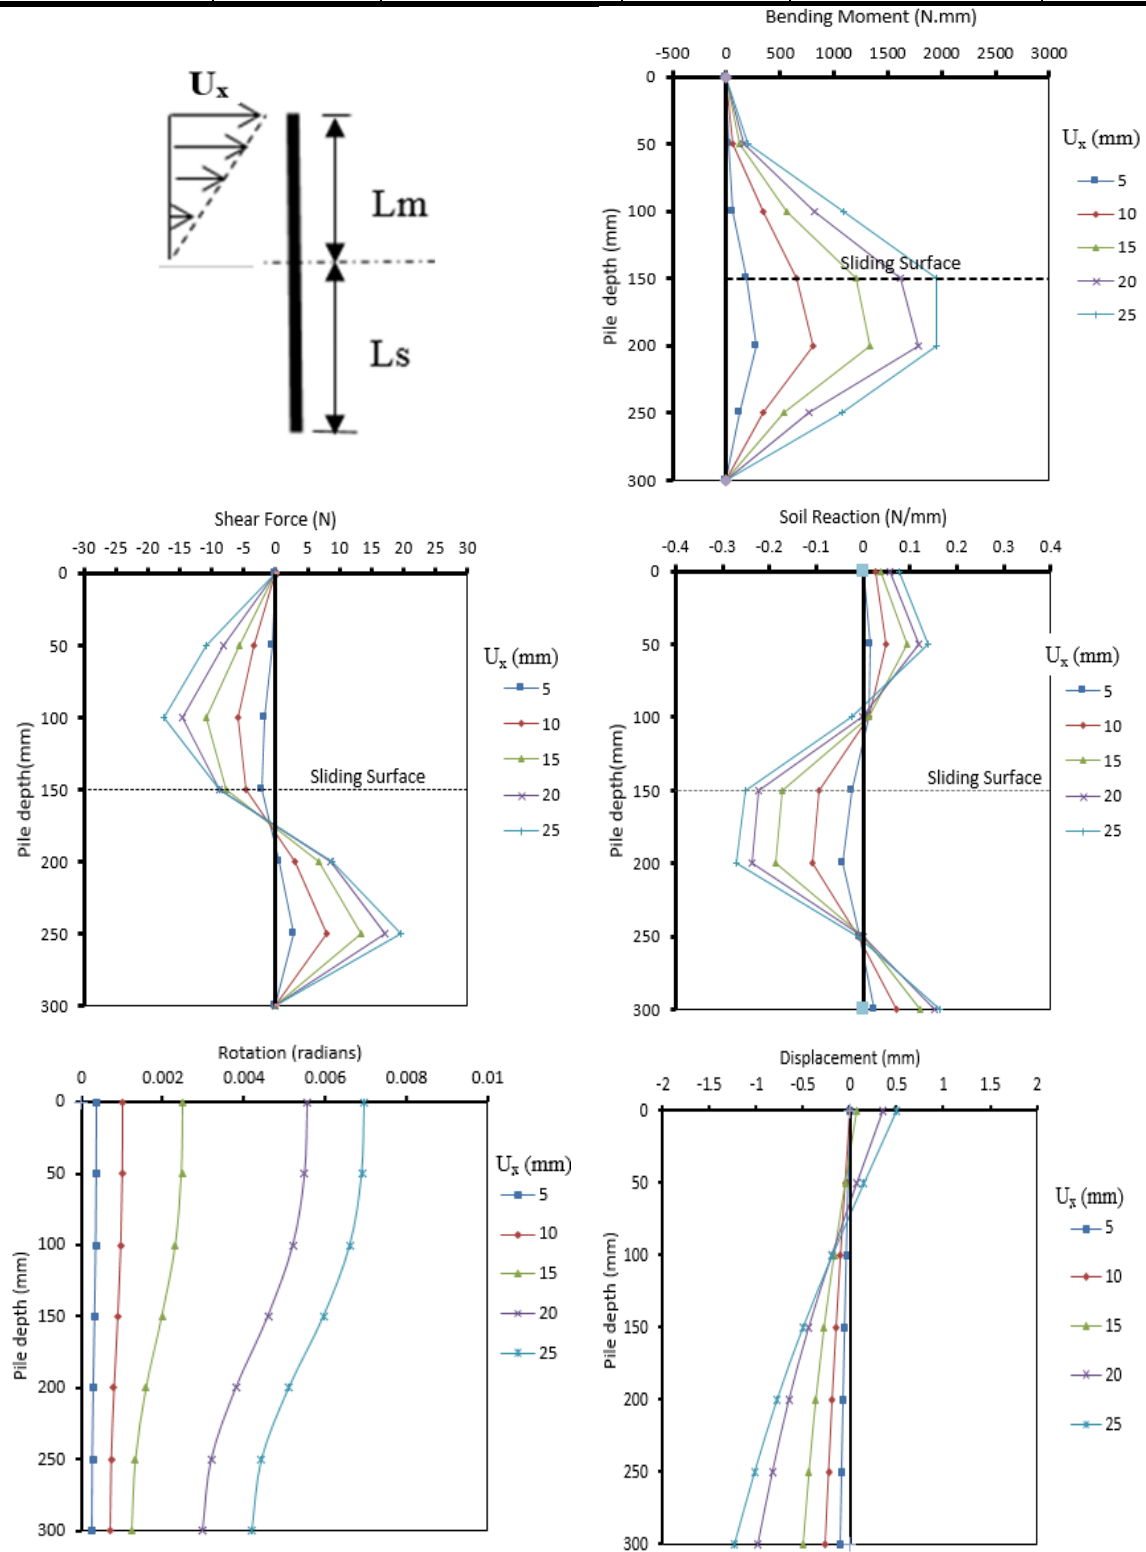 Bending Moment (N.mm)
-500 0 500 1000 1500 2000 2500 3000
0
50
100
150
200
250
300
Pile depth (mm)
Sliding Surface
Uₓ (mm)
5
10
15
20
25
Uₓ
Lm
Ls
Shear Force (N)
-30 -25 -20 -15 -10 -5 0 5 10 15 20 25 30
0
50
100
150
200
250
300
Pile depth(mm)
Sliding Surface
Uₓ (mm)
5
10
15
20
25
Soil Reaction (N/mm)
-0.4 -0.3 -0.2 -0.1 0 0.1 0.2 0.3 0.4
0
50
100
150
200
250
300
Pile depth(mm)
Sliding Surface
Uₓ (mm)
5
10
15
20
25
Rotation (radians)
0 0.002 0.004 0.006 0.008 0.01
0
50
100
150
200
250
300
Pile depth (mm)
Uₓ (mm)
5
10
15
20
25
Displacement (mm)
-2 -1.5 -1 -0.5 0 0.5 1 1.5 2
0
50
100
150
200
250
300
Pile depth (mm)
Uₓ (mm)
5
10
15
20
25